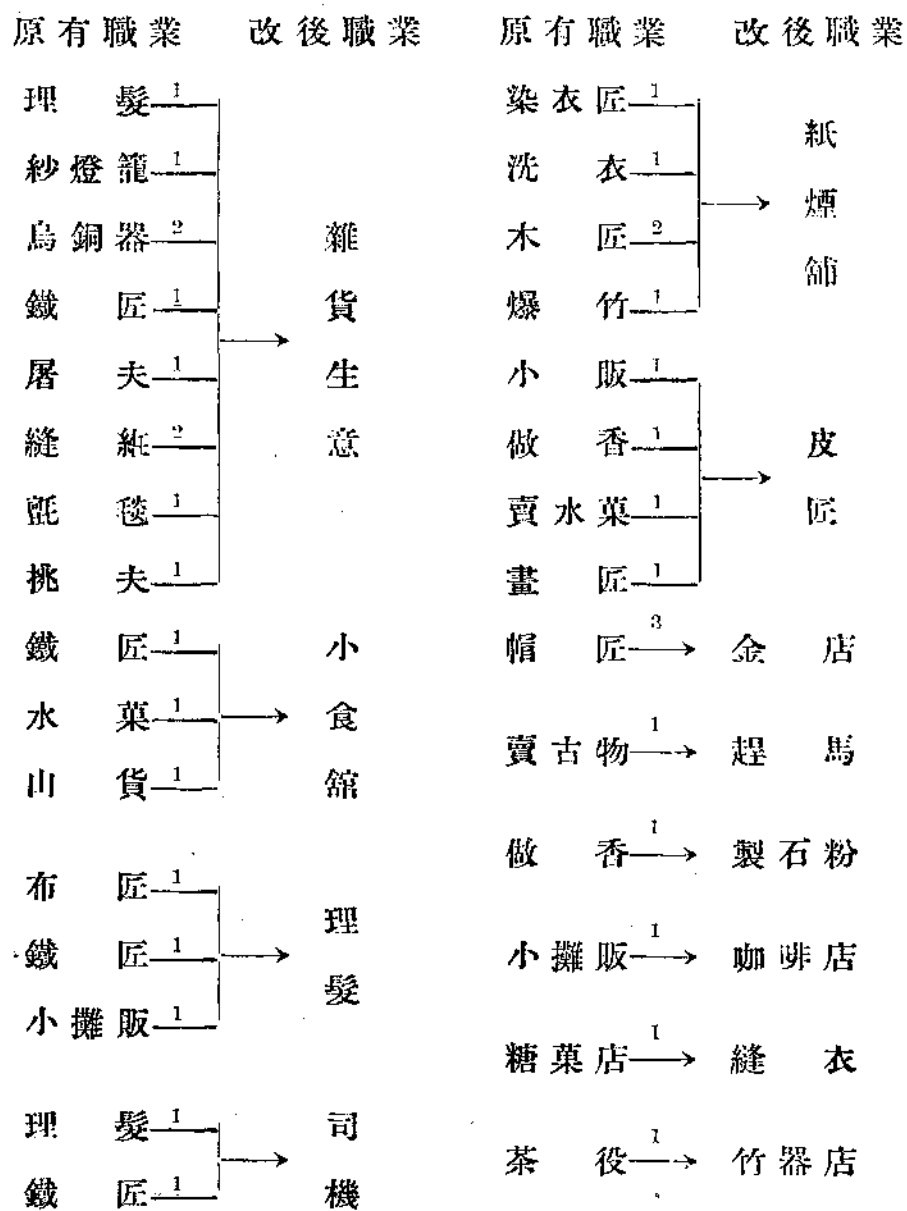 原有職業 改後職業
理髮 1
紗燈籠 1
烏銅器 2
鐵匠 1
屠夫 1
縫紉 2
氈毯 1
挑夫 1
雜貨生意
鐵匠 1
水菓 1
山貨 1
小食舘
布匠 1
鐵匠 1
小攤販 1
理髮
理髮 1
鐵匠 1
司機
原有職業 改後職業
染衣匠 1
洗衣 1
木匠 2
爆竹 1
紙煙舖
小販 1
做香 1
賣水菓 1
畫匠 1
皮匠
帽匠 3 金店
賣古物 1 趕馬
做香 1 製石粉
小攤販 1 咖啡店
糖菓店 1 縫衣
茶役 1 竹器店